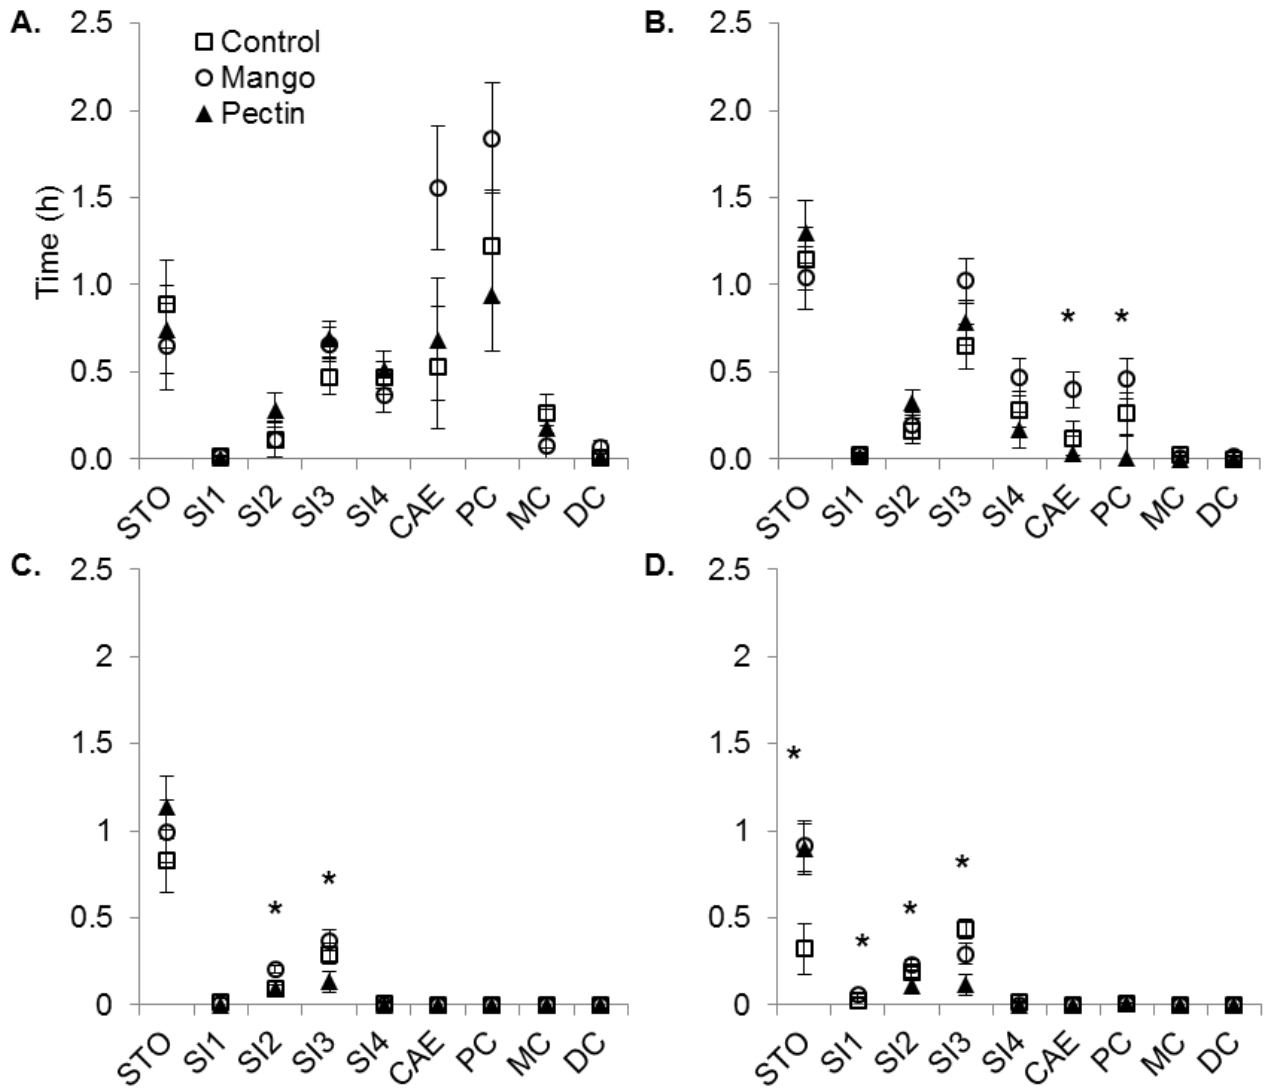 A.
2.5
2.0
1.5
1.0
0.5
0.0
Time (h)
Control
Mango
Pectin
STO
SI1
SI2
SI3
SI4
CAE
PC
MC
DC
B.
2.5
2.0
1.5
1.0
0.5
0.0
* *
STO
SI1
SI2
SI3
SI4
CAE
PC
MC
DC
C.
2.5
2
1.5
1
0.5
0
*
*
STO
SI1
SI2
SI3
SI4
CAE
PC
MC
DC
D.
2.5
2
1.5
1
0.5
0
*
*
*
*
STO
SI1
SI2
SI3
SI4
CAE
PC
MC
DC